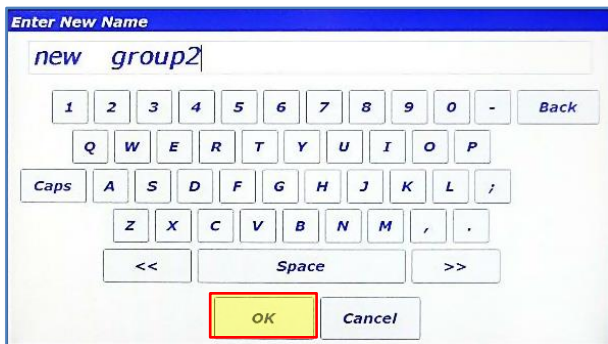 Enter New Name
new group2
1 2 3 4 5 6 7 8 9 0 - Back
Q W E R T Y U I O P
Caps A S D F G H J K L ;
Z X C V B N M , .
<< Space >>
OK Cancel